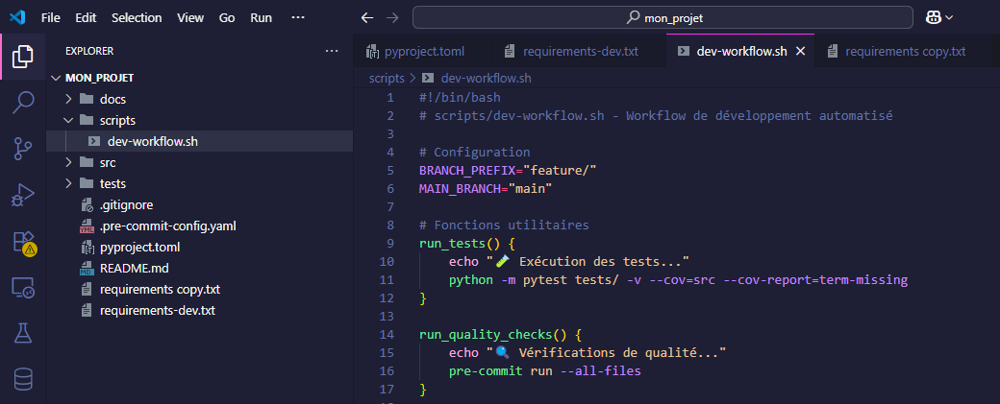 File Edit Selection View Go Run ···
mon_projet
EXPLORER
MON_PROJET
docs
scripts
dev-workflow.sh
src
tests
.gitignore
.pre-commit-config.yaml
pyproject.toml
README.md
requirements copy.txt
requirements-dev.txt
pyproject.toml requirements-dev.txt dev-workflow.sh requirements copy.txt
scripts > dev-workflow.sh
1 #!/bin/bash
2 # scripts/dev-workflow.sh - Workflow de développement automatisé
3
4 # Configuration
5 BRANCH_PREFIX="feature/"
6 MAIN_BRANCH="main"
7
8 # Fonctions utilitaires
9 run_tests() {
10 echo "🧪 Exécution des tests..."
11 python -m pytest tests/ -v --cov=src --cov-report=term-missing
12 }
13
14 run_quality_checks() {
15 echo "🔍 Vérifications de qualité..."
16 pre-commit run --all-files
17 }